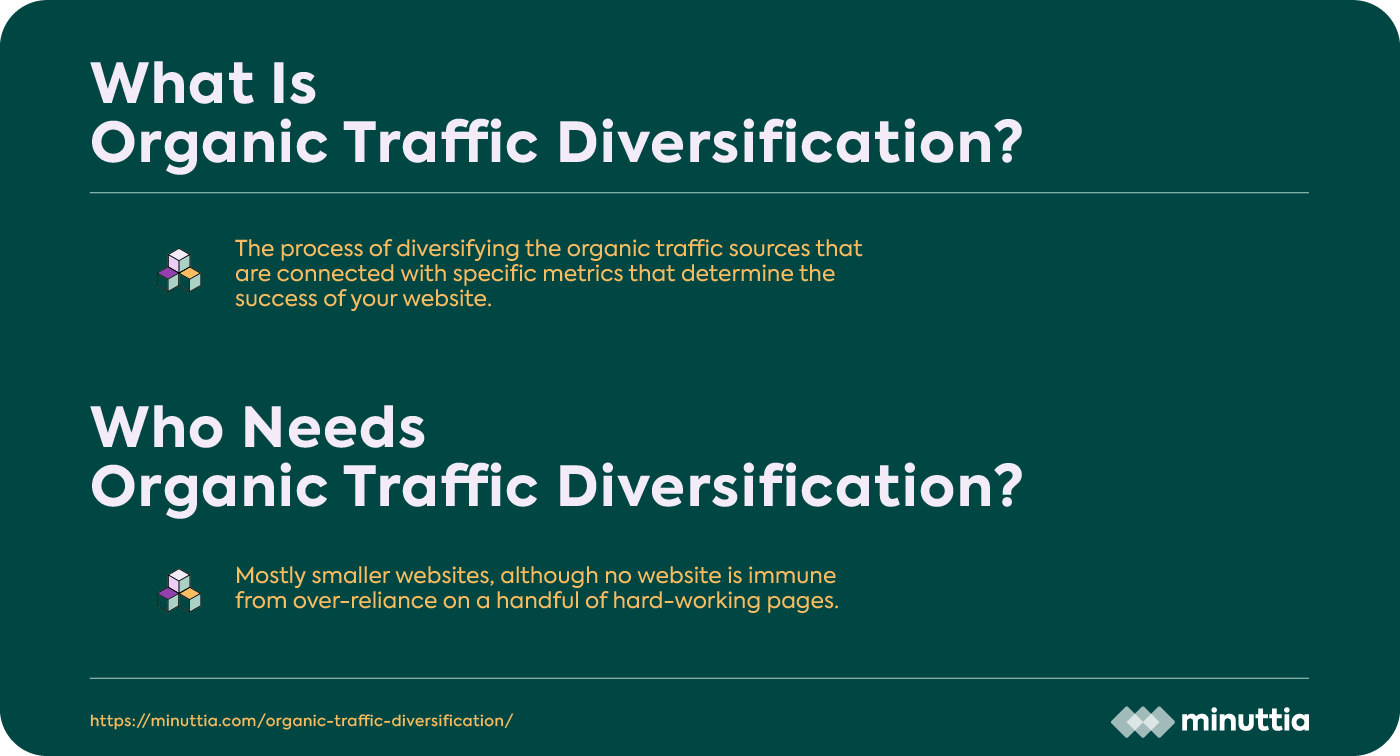 What Is
Organic Traffic Diversification?
The process of diversifying the organic traffic sources that
are connected with specific metrics that determine the
success of your website.
Who Needs
Organic Traffic Diversification?
Mostly smaller websites, although no website is immune
from over-reliance on a handful of hard-working pages.
https://minuttia.com/organic-traffic-diversification/
minuttia